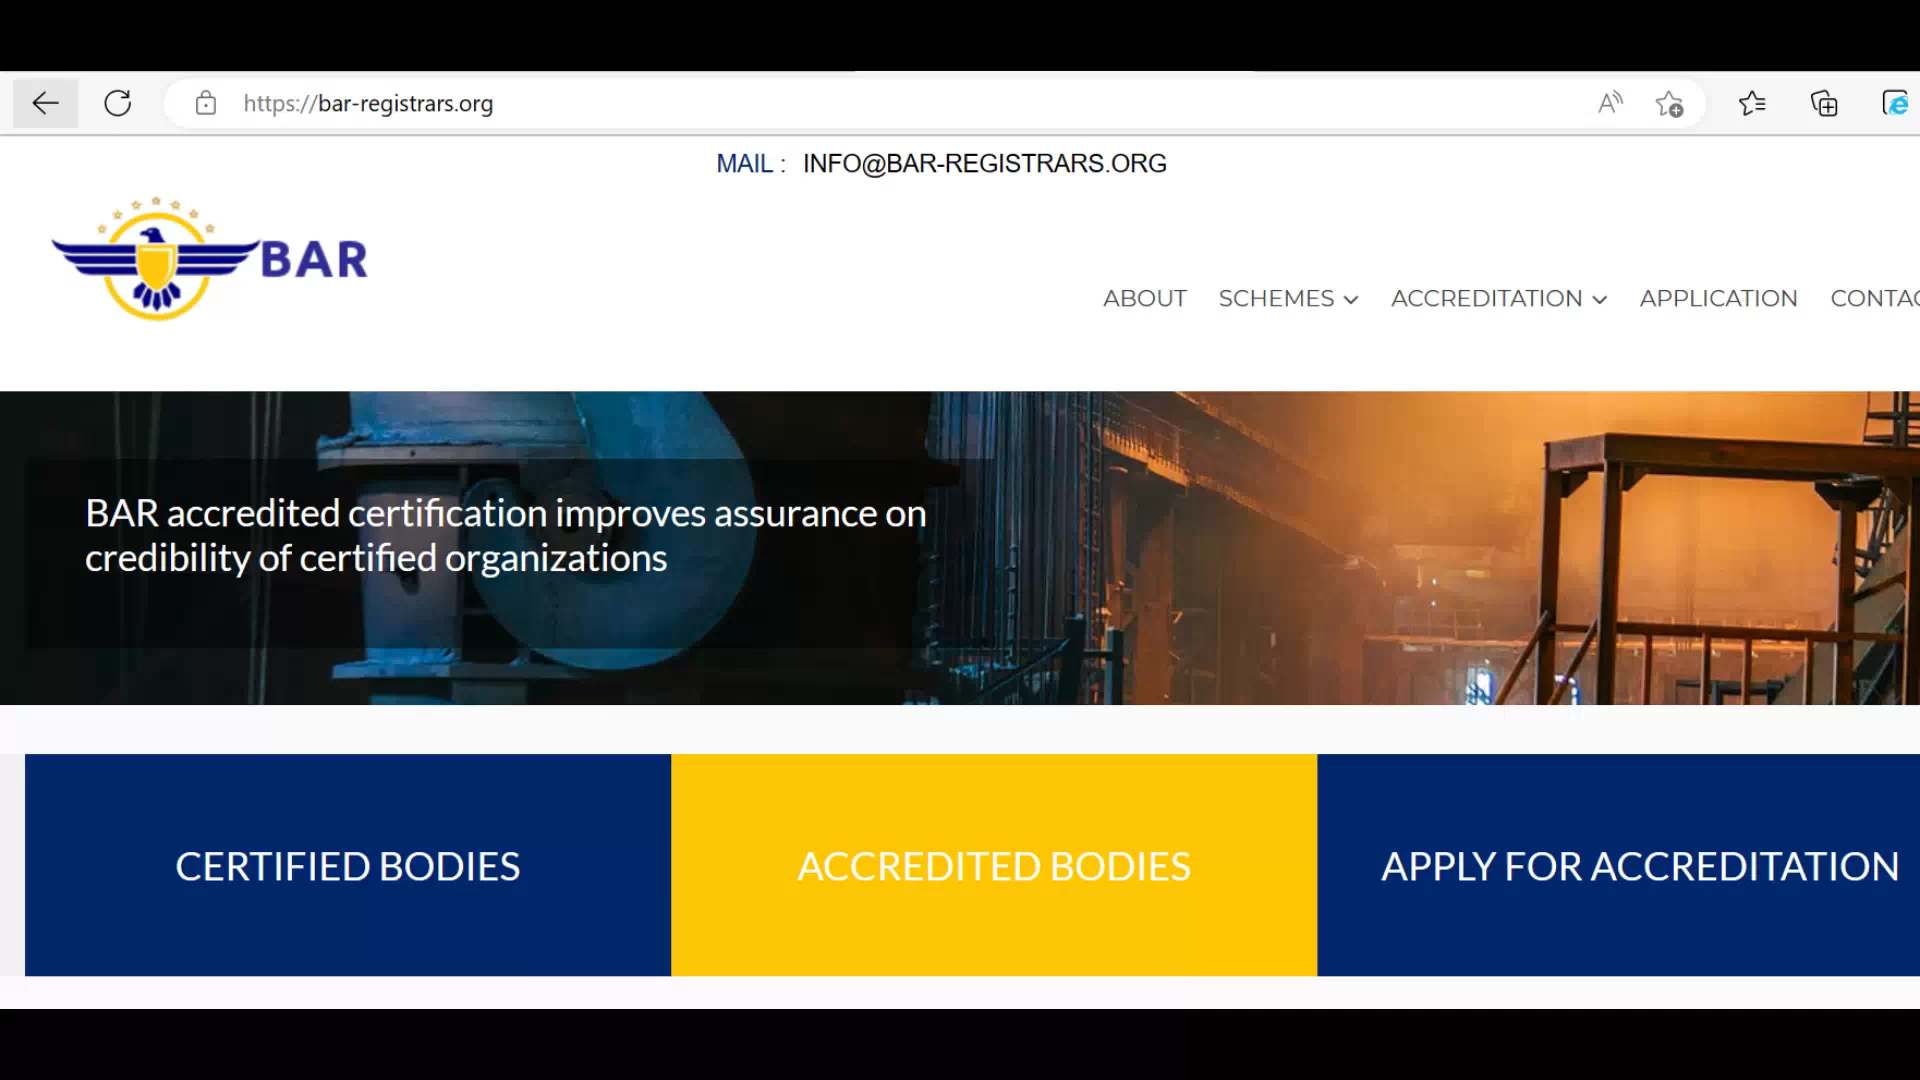 https://bar-registrars.org
MAIL : INFO@BAR-REGISTRARS.ORG
BAR
ABOUT SCHEMES ACCREDITATION APPLICATION CONTAC
BAR accredited certification improves assurance on
credibility of certified organizations
CERTIFIED BODIES ACCREDITED BODIES APPLY FOR ACCREDITATION